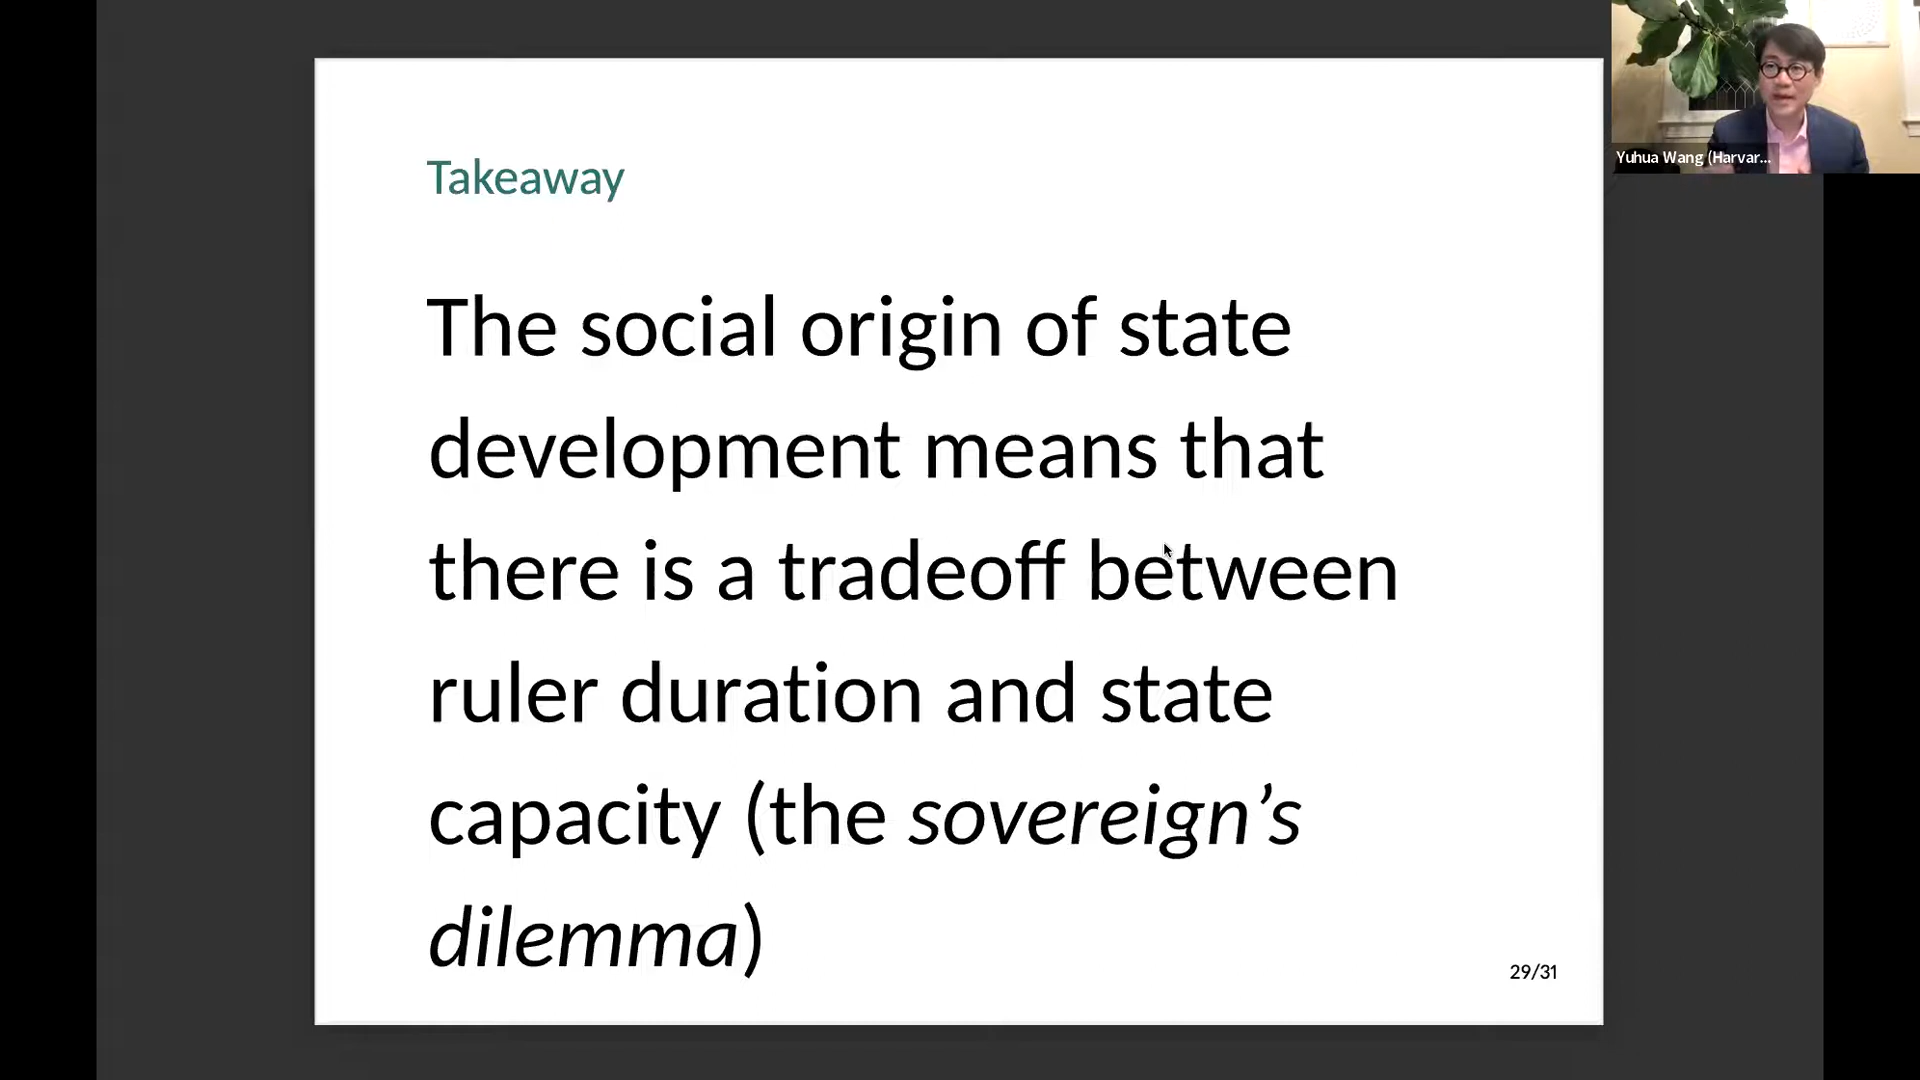 Takeaway
The social origin of state
development means that
there is a tradeoff between
ruler duration and state
capacity (the sovereign’s
dilemma)
29/31
Yuhua Wang (Harvar...